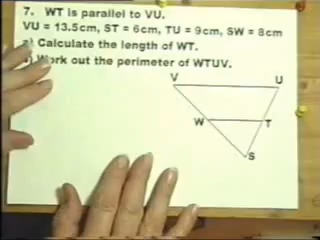 7. WT is parallel to VU.
VU = 13.5cm, ST = 6cm, TU = 9cm, SW = 8cm
Calculate the length of WT.
Work out the perimeter of WTUV.
V U
W T
S